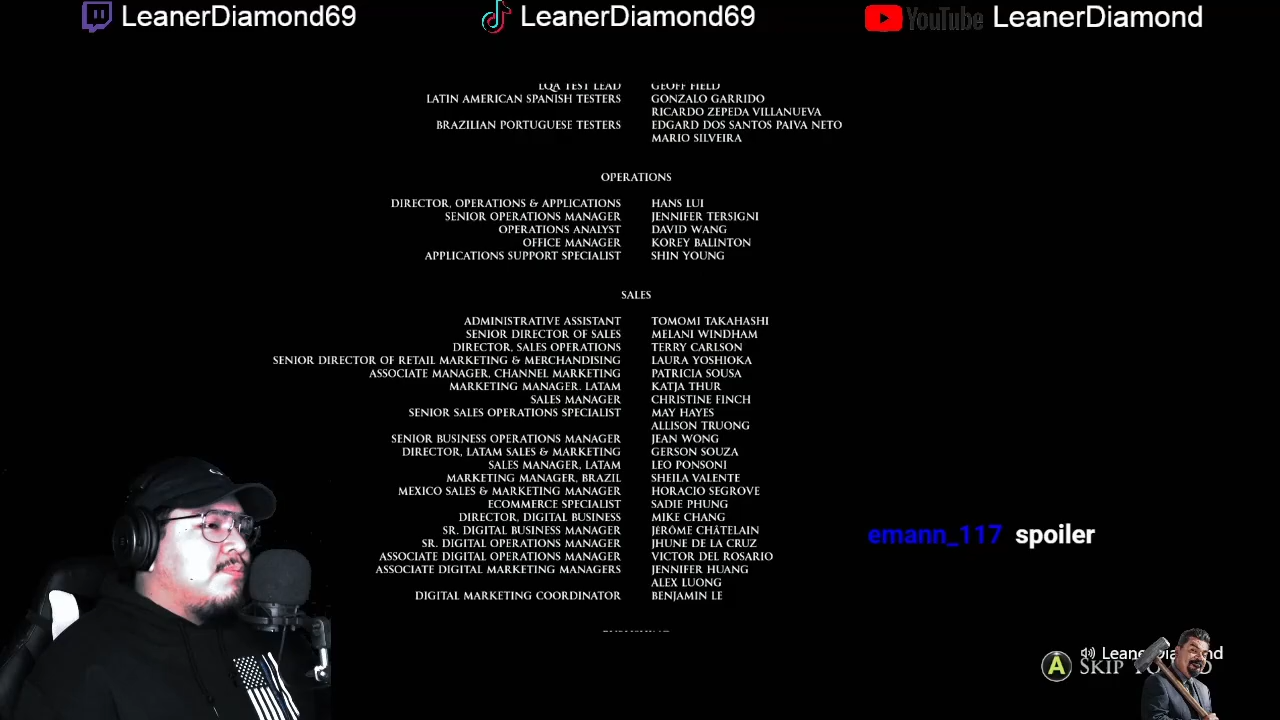 LeanerDiamond69
LeanerDiamond69
YouTube LeanerDiamond
LQA TEST LEAD GEOFF FIELD
LATIN AMERICAN SPANISH TESTERS GONZALO GARRIDO
RICARDO ZEPEDA VILLANUEVA
BRAZILIAN PORTUGUESE TESTERS EDGARD DOS SANTOS PAIVA NETO
MARIO SILVEIRA
OPERATIONS
DIRECTOR, OPERATIONS & APPLICATIONS HANS LUI
SENIOR OPERATIONS MANAGER JENNIFER TERSIGNI
OPERATIONS ANALYST DAVID WANG
OFFICE MANAGER KOREY BALINTON
APPLICATIONS SUPPORT SPECIALIST SHIN YOUNG
SALES
ADMINISTRATIVE ASSISTANT TOMOMI TAKAHASHI
SENIOR DIRECTOR OF SALES MELANI WINDHAM
DIRECTOR, SALES OPERATIONS TERRY CARLSON
SENIOR DIRECTOR OF RETAIL MARKETING & MERCHANDISING LAURA YOSHIOKA
ASSOCIATE MANAGER, CHANNEL MARKETING PATRICIA SOUSA
MARKETING MANAGER, LATAM KATJA THUR
SALES MANAGER CHRISTINE FINCH
SENIOR SALES OPERATIONS SPECIALIST MAY HAYES
ALLISON TRUONG
SENIOR BUSINESS OPERATIONS MANAGER JEAN WONG
DIRECTOR, LATAM SALES & MARKETING GERSON SOUZA
SALES MANAGER, LATAM LEO PONSONI
MARKETING MANAGER, BRAZIL SHEILA VALENTE
MEXICO SALES & MARKETING MANAGER HORACIO SEGROVE
ECOMMERCE SPECIALIST SADIE PHUNG
DIRECTOR, DIGITAL BUSINESS MIKE CHANG
SR. DIGITAL BUSINESS MANAGER JÉRÔME CHÂTELAIN
SR. DIGITAL OPERATIONS MANAGER JHUNE DE LA CRUZ
ASSOCIATE DIGITAL OPERATIONS MANAGER VICTOR DEL ROSARIO
ASSOCIATE DIGITAL MARKETING MANAGERS JENNIFER HUANG
ALEX LUONG
DIGITAL MARKETING COORDINATOR BENJAMIN LE
emann_117 spoiler
LeanerDiamond
A SKIP